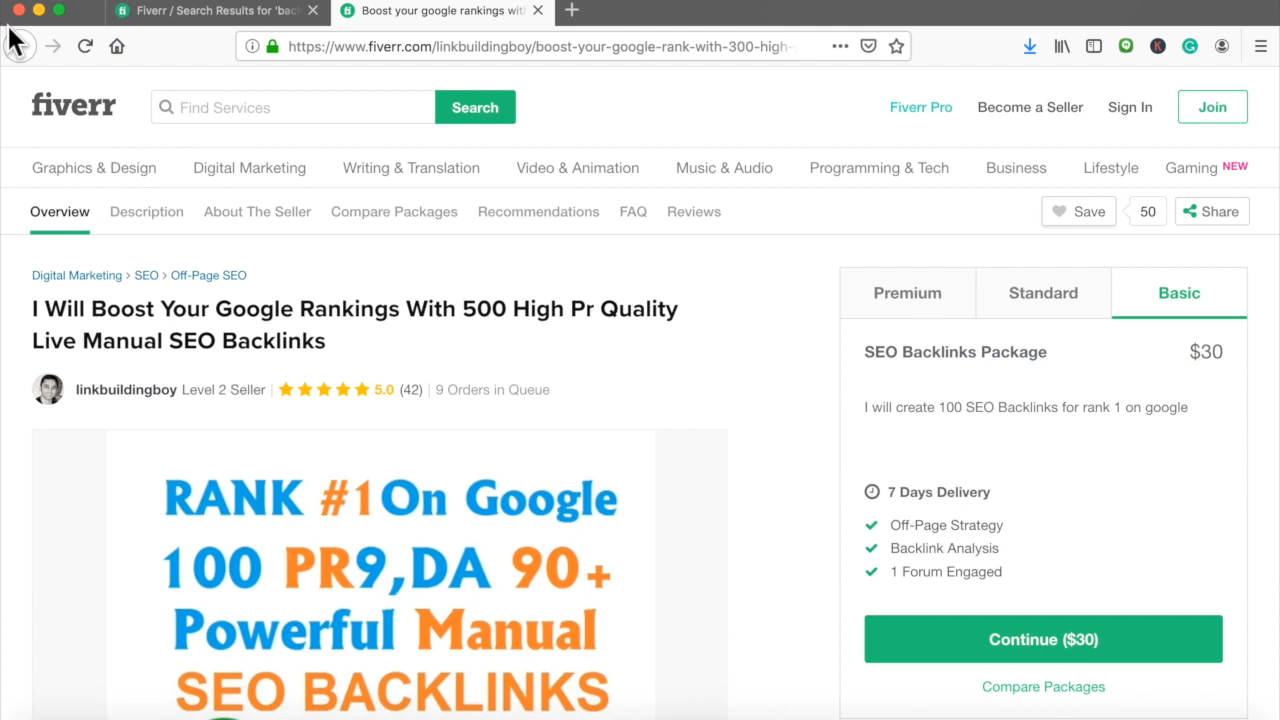 Fiverr / Search Results for 'bac
Boost your google rankings wit
https://www.fiverr.com/linkbuildingboy/boost-your-google-rank-with-300-high-
fiverr
Find Services
Search
Fiverr Pro
Become a Seller
Sign In
Join
Graphics & Design
Digital Marketing
Writing & Translation
Video & Animation
Music & Audio
Programming & Tech
Business
Lifestyle
Gaming NEW
Overview
Description
About The Seller
Compare Packages
Recommendations
FAQ
Reviews
Save
50
Share
Digital Marketing > SEO > Off-Page SEO
I Will Boost Your Google Rankings With 500 High Pr Quality
Live Manual SEO Backlinks
linkbuildingboy Level 2 Seller | 5.0 (42) | 9 Orders in Queue
RANK #1 On Google
100 PR9,DA 90+
Powerful Manual
SEO BACKLINKS
Premium
Standard
Basic
SEO Backlinks Package
$30
I will create 100 SEO Backlinks for rank 1 on google
7 Days Delivery
Off-Page Strategy
Backlink Analysis
1 Forum Engaged
Continue ($30)
Compare Packages